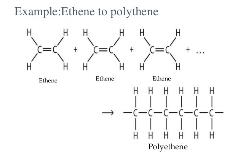 Example:Ethene to polythene
H H H H H H
C=C + C=C + C=C + ...
H H H H H H
Ethene Ethene Ethene
H H H H H H
→ –C–C–C–C–C–C–
H H H H H H
Polyethene